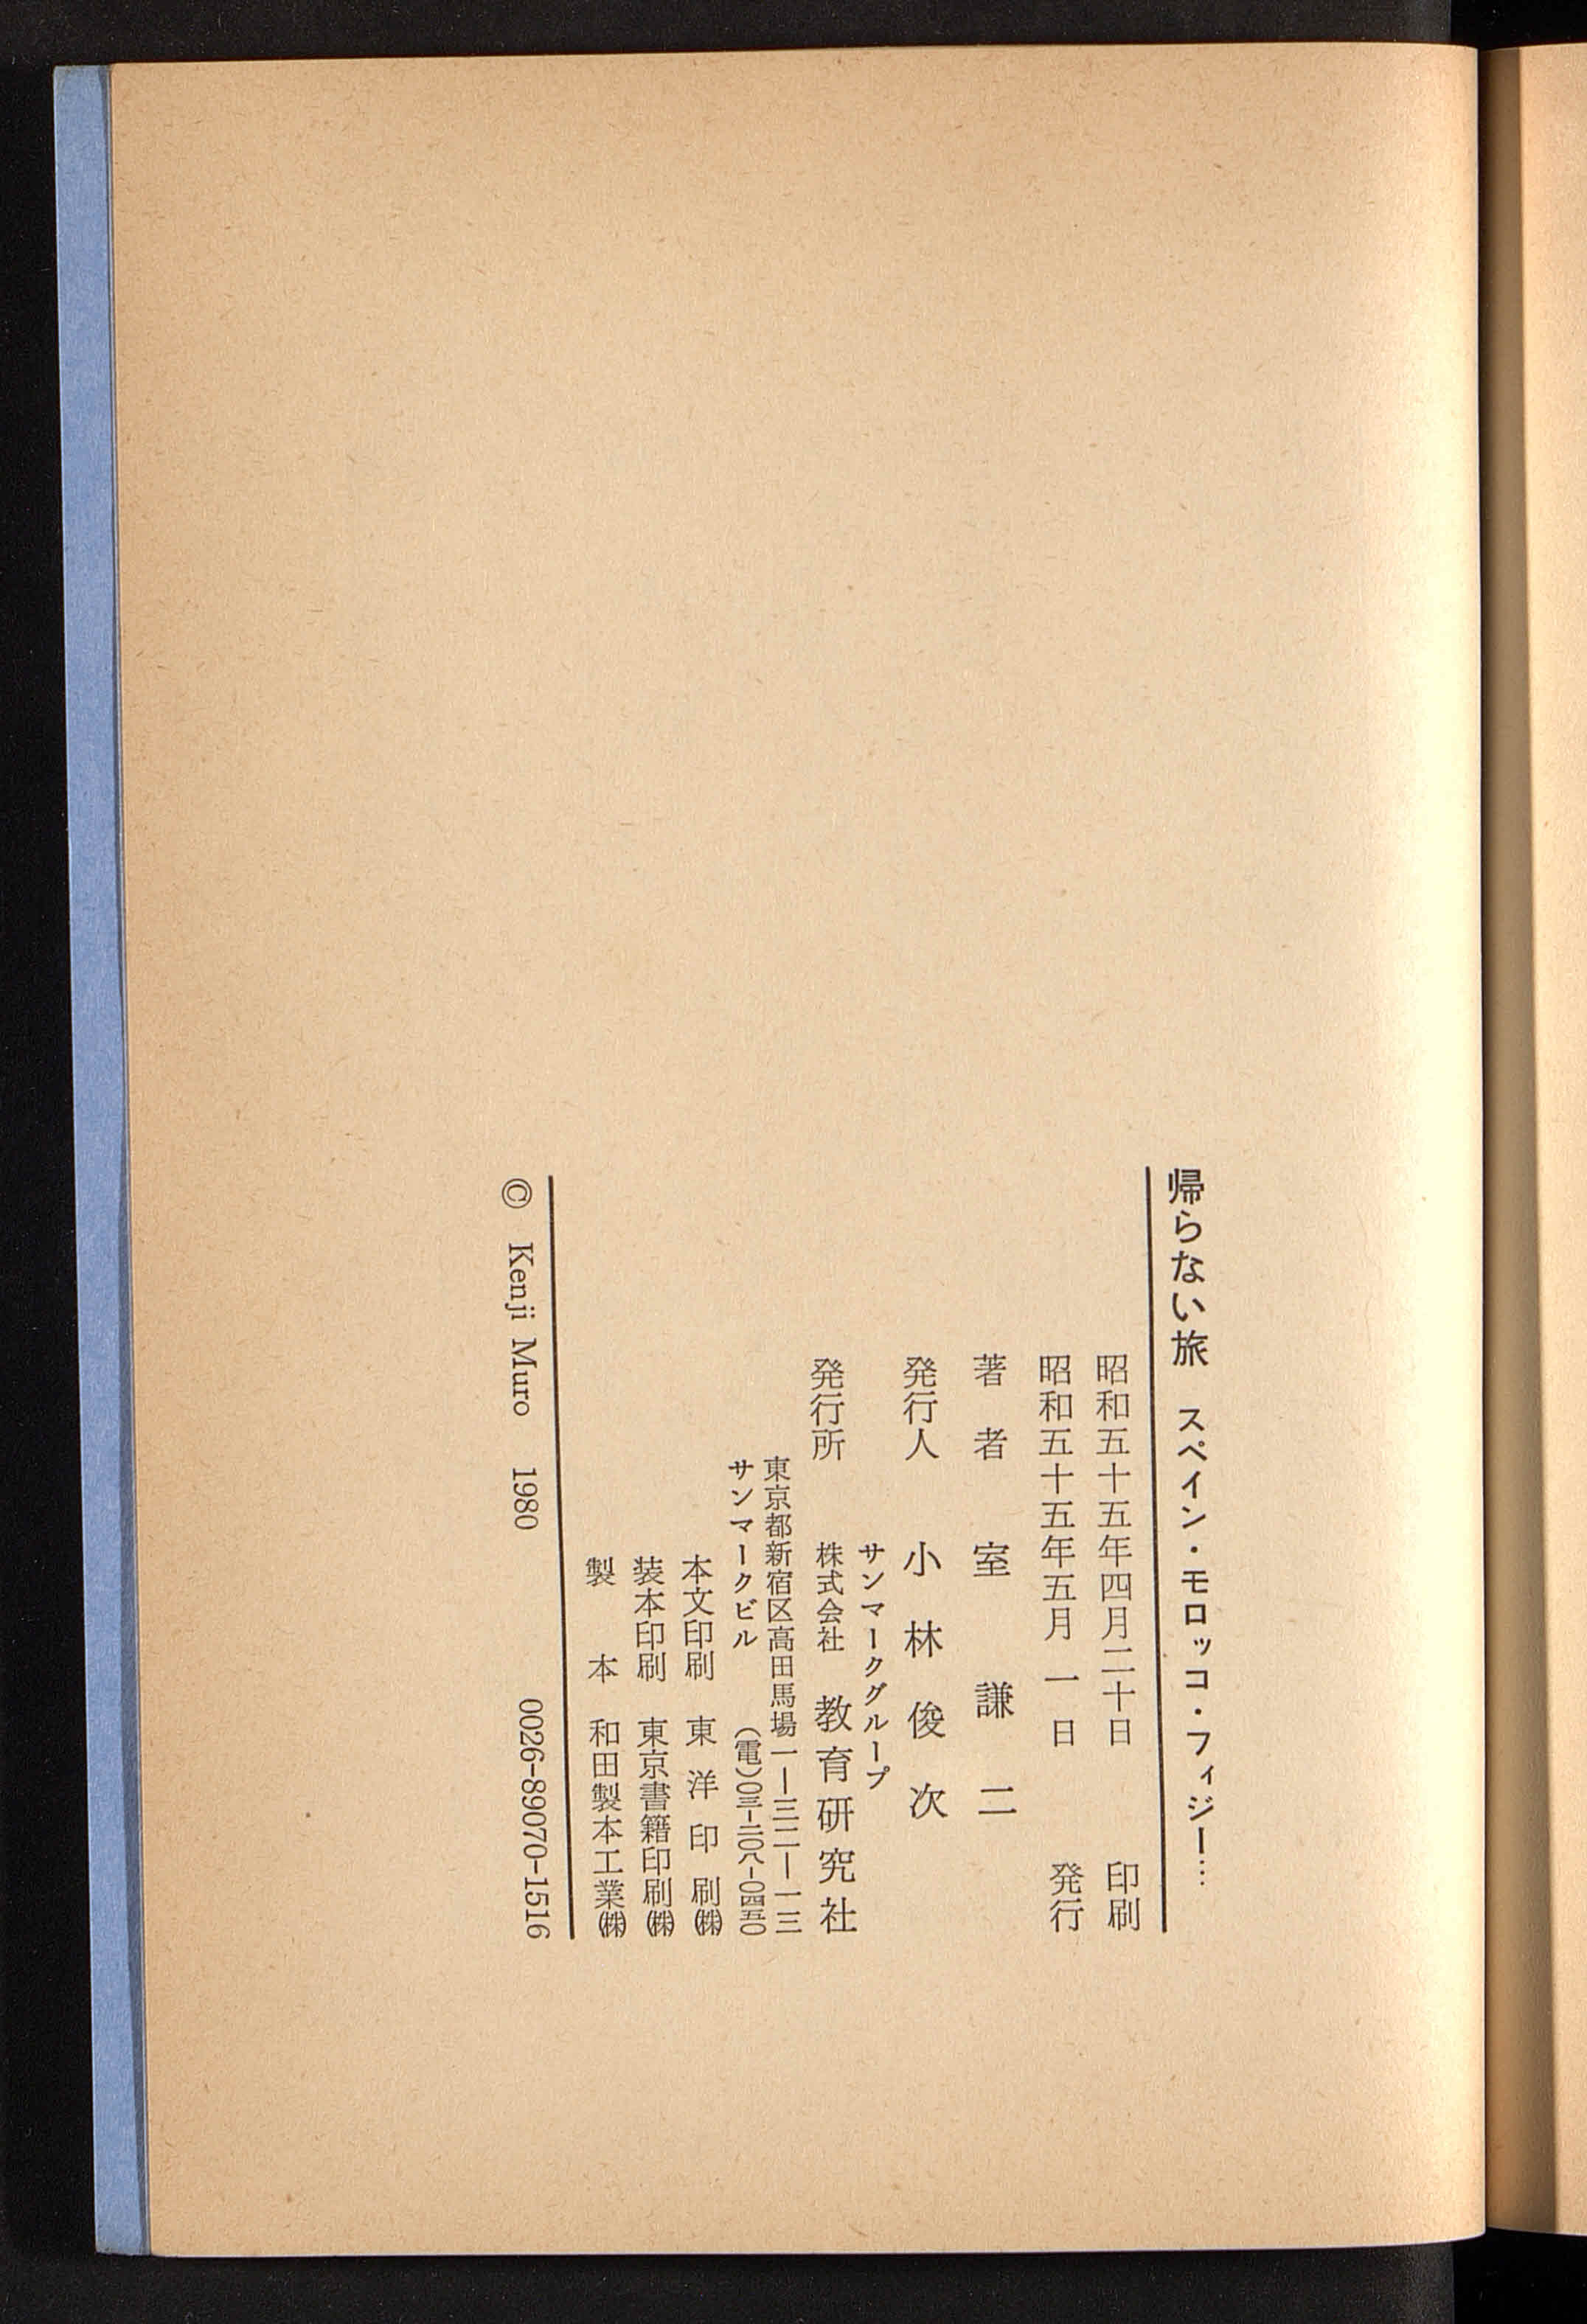 帰らない旅 スペイン・モロッコ・フィジー…
昭和五十五年四月二十日 印刷
昭和五十五年五月一日 発行
著者 室謙二
発行人 小林俊次
サンマークグループ
発行所 株式会社 教育研究社
東京都新宿区高田馬場一ー三二ー一三
サンマークビル (電)〇三-二〇八-〇四五〇
本文印刷 東洋印刷㈱
装本印刷 東京書籍印刷㈱
製本 和田製本工業㈱
© Kenji Muro 1980 0026-89070-1516